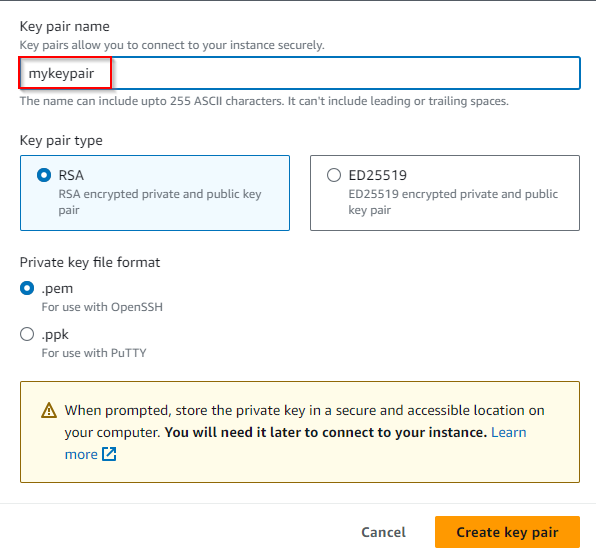 Key pair name
Key pairs allow you to connect to your instance securely.
mykeypair
The name can include upto 255 ASCII characters. It can't include leading or trailing spaces.
Key pair type
RSA
RSA encrypted private and public key
pair
ED25519
ED25519 encrypted private and public
key pair
Private key file format
.pem
For use with OpenSSH
.ppk
For use with PuTTY
When prompted, store the private key in a secure and accessible location on
your computer. You will need it later to connect to your instance. Learn
more
Cancel
Create key pair